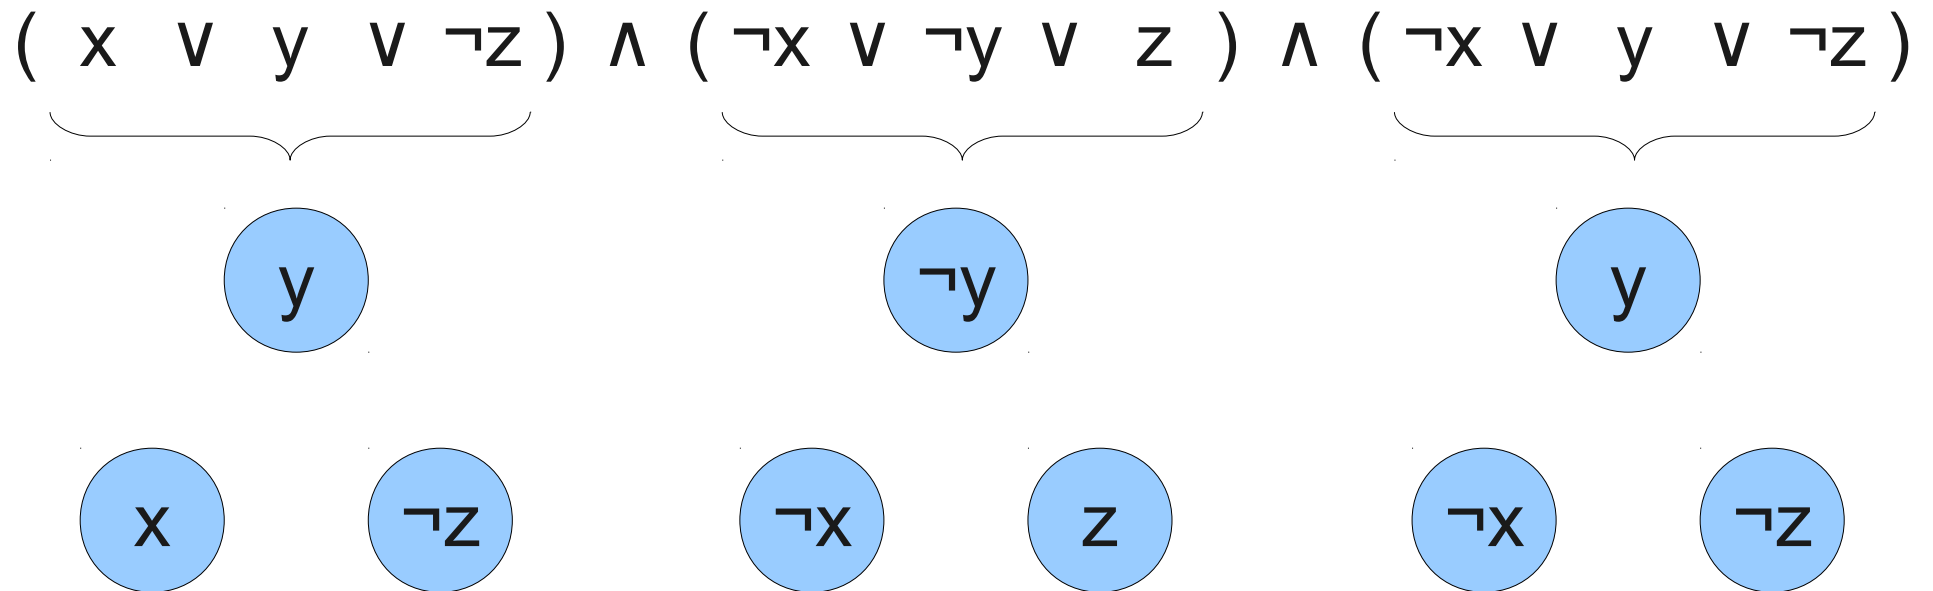 ( x ∨ y ∨ ¬z ) ∧ ( ¬x ∨ ¬y ∨ z ) ∧ ( ¬x ∨ y ∨ ¬z )
y ¬y y
x ¬z ¬x z ¬x ¬z